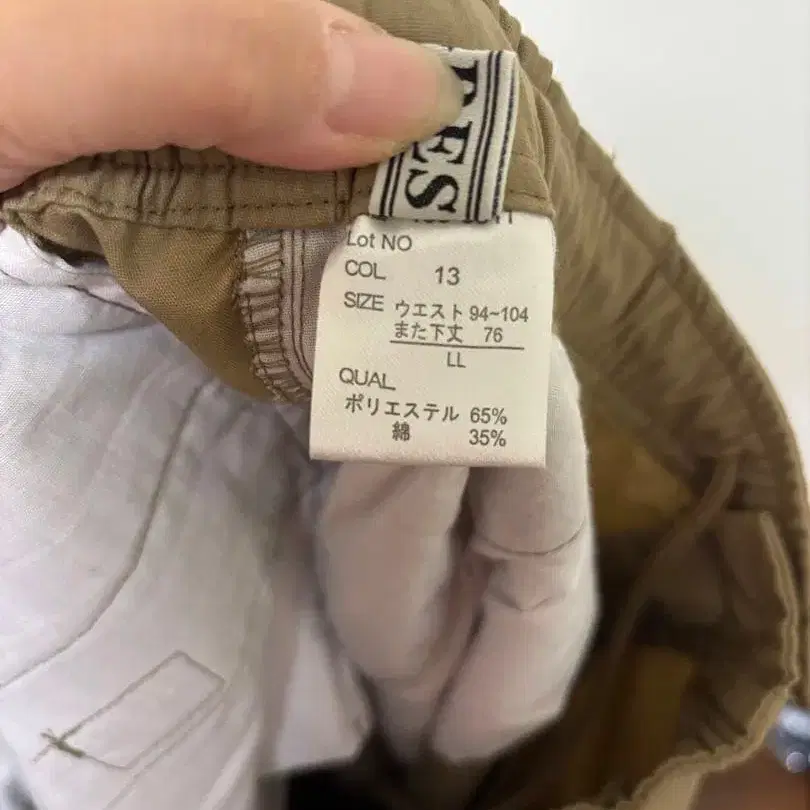 ES
Lot NO
COL 13
SIZE ウエスト 94~104
また下丈 76
LL
QUAL
ポリエステル 65%
綿 35%